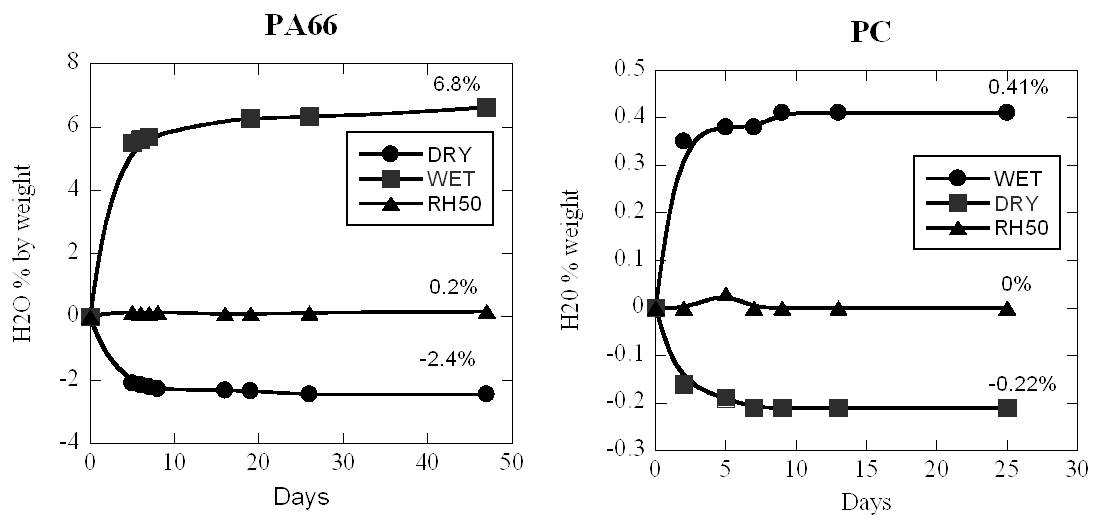 PA66
8
6
4
2
0
-2
-4
0
10
20
30
40
50
H2O % by weight
Days
6.8%
DRY
WET
RH50
0.2%
-2.4%
PC
0.5
0.4
0.3
0.2
0.1
0
-0.1
-0.2
-0.3
0
5
10
15
20
25
30
H20 % weight
Days
0.41%
WET
DRY
RH50
0%
-0.22%